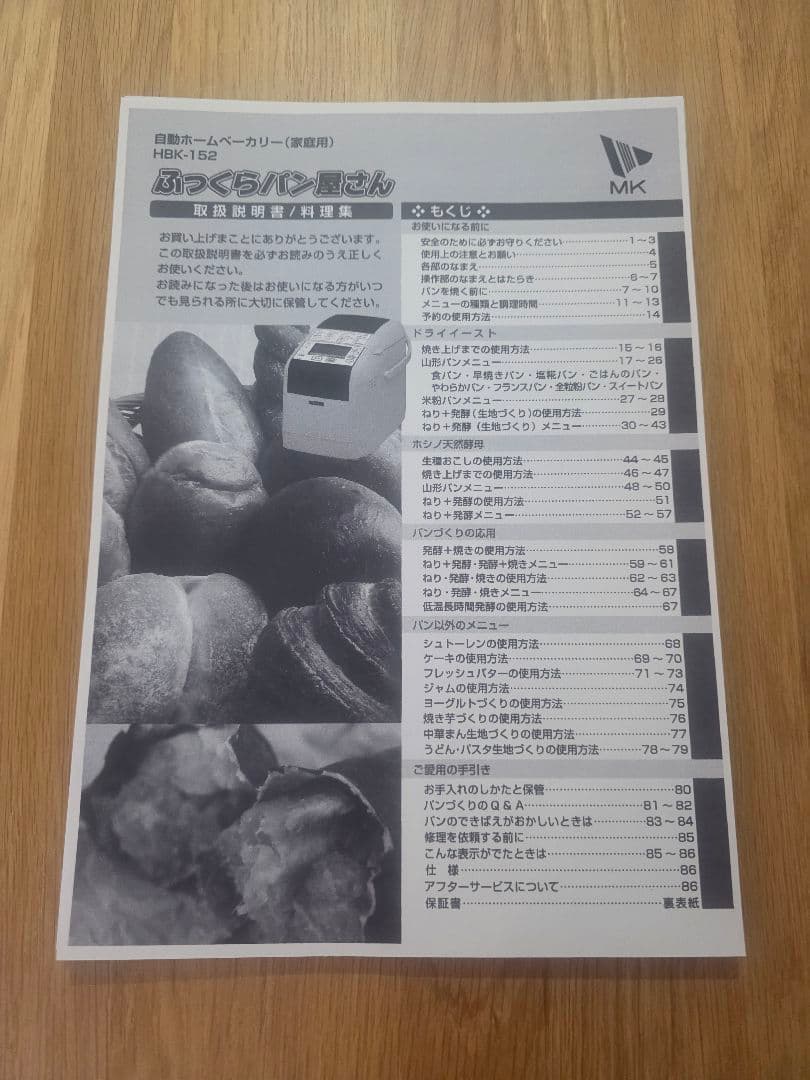 自動ホームベーカリー（家庭用）
HBK-152
ふっくらパン屋さん
取扱説明書/料理集
MK
お買い上げまことにありがとうございます。
この取扱説明書を必ずお読みのうえ正しく
お使いください。
お読みになった後はお使いになる方がいつ
でも見られる所に大切に保管してください。
もくじ
お使いになる前に
安全のために必ずお守りください…1～3
使用上の注意とお願い…4
各部のなまえ…5
操作部のなまえとはたらき…6～7
パンを焼く前に…7～10
メニューの種類と調理時間…11～13
予約の使用方法…14
ドライイースト
焼き上げまでの使用方法…15～16
山形パンメニュー…17～26
食パン・早焼きパン・塩糀パン・ごはんのパン・
やわらかパン・フランスパン・全粒粉パン・スイートパン
米粉パンメニュー…27～28
ねり＋発酵（生地づくり）の使用方法…29
ねり＋発酵（生地づくり）メニュー…30～43
ホシノ天然酵母
生種おこしの使用方法…44～45
焼き上げまでの使用方法…46～47
山形パンメニュー…48～50
ねり＋発酵の使用方法…51
ねり＋発酵メニュー…52～57
パンづくりの応用
発酵＋焼きの使用方法…58
ねり＋発酵・発酵＋焼きメニュー…59～61
ねり・発酵・焼きの使用方法…62～63
ねり・発酵・焼きメニュー…64～67
低温長時間発酵の使用方法…67
パン以外のメニュー
シュトーレンの使用方法…68
ケーキの使用方法…69～70
フレッシュバターの使用方法…71～73
ジャムの使用方法…74
ヨーグルトづくりの使用方法…75
焼き芋づくりの使用方法…76
中華まん生地づくりの使用方法…77
うどん・パスタ生地づくりの使用方法…78～79
ご愛用の手引き
お手入れのしかたと保管…80
パンづくりのQ＆A…81～82
パンのできばえがおかしいときは…83～84
修理を依頼する前に…85
こんな表示がでたときは…85～86
仕 様…86
アフターサービスについて…86
保証書…裏表紙